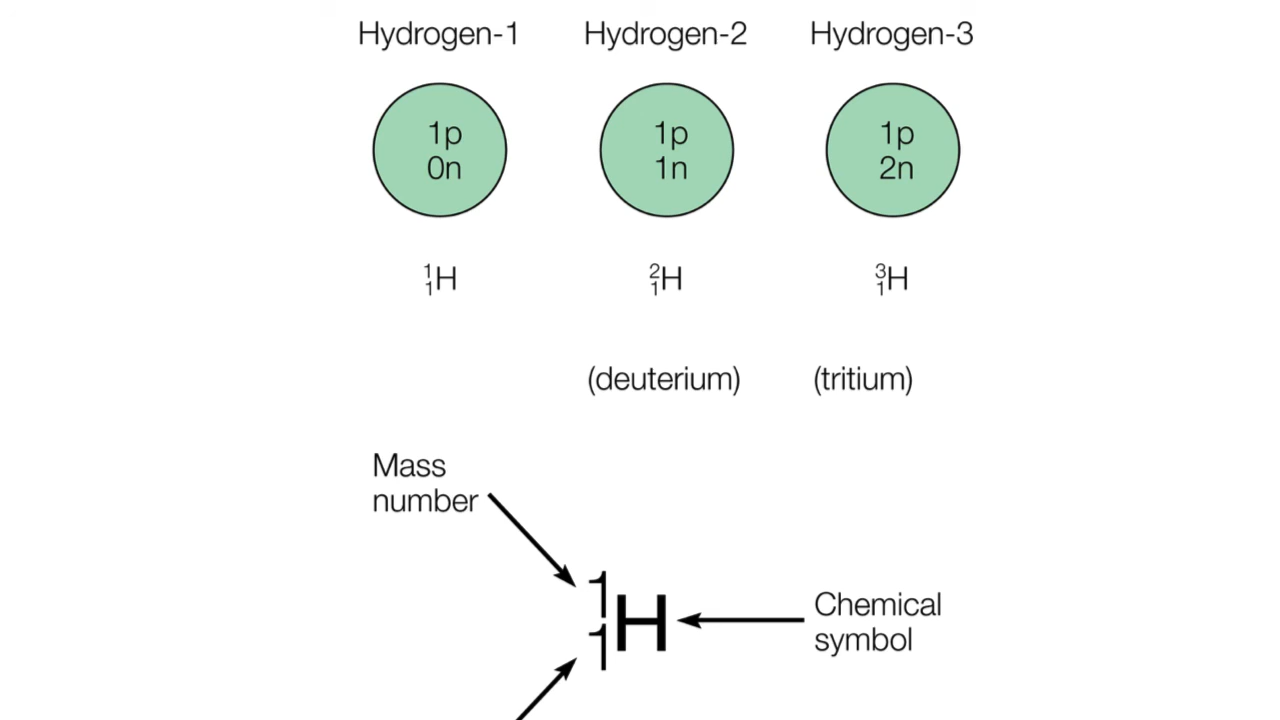 Hydrogen-1 Hydrogen-2 Hydrogen-3
1p 1p 1p
0n 1n 2n
¹₁H ²₁H ³₁H
(deuterium) (tritium)
Mass
number
¹₁H
Chemical
symbol